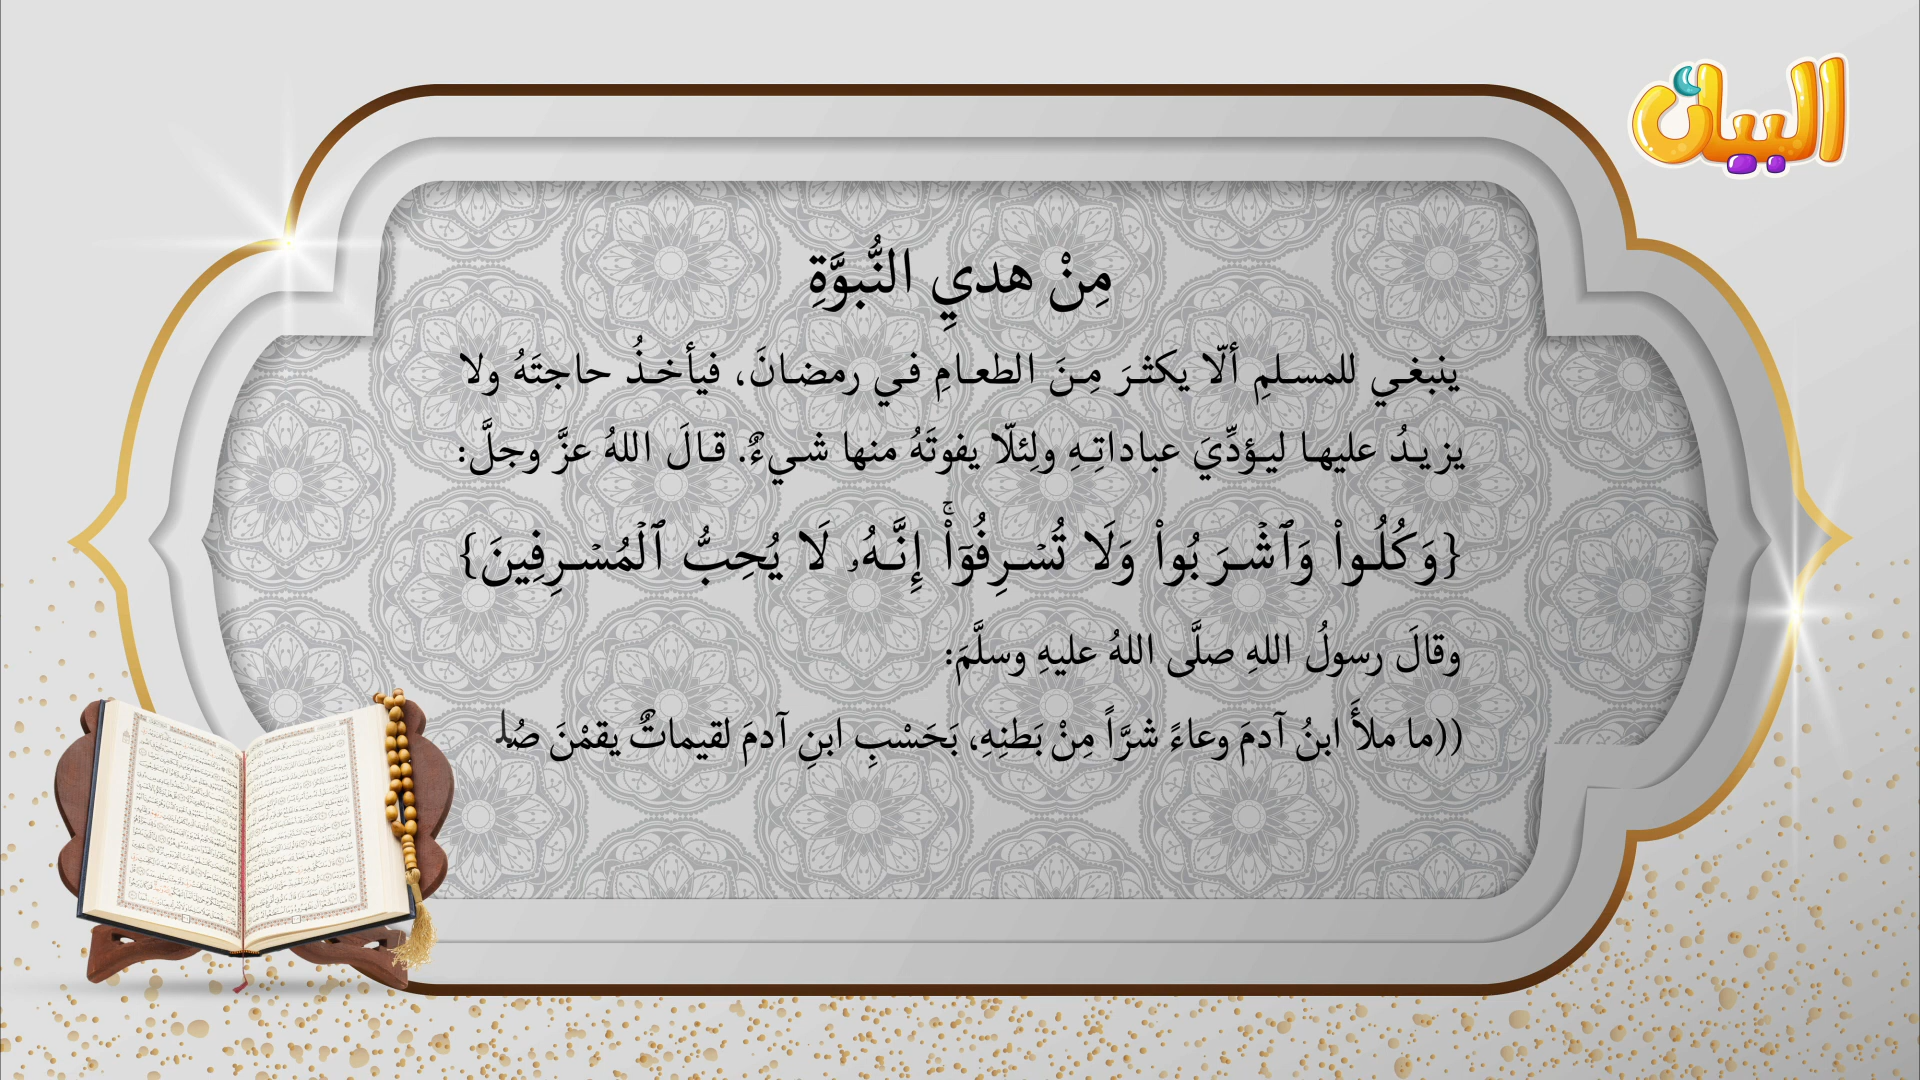 البيان
مِنْ هديِ النُّبوَّةِ
ينبغي للمسلمِ ألّا يكثرَ مِنَ الطعامِ في رمضانَ، فيأخذُ حاجتَهُ ولا
يزيدُ عليها ليؤدِّيَ عباداتِهِ ولِئلّا يفوتَهُ منها شيءٌ. قالَ اللهُ عزَّ وجلَّ:
{وَكُلُواْ وَٱشۡرَبُواْ وَلَا تُسۡرِفُوٓاْۚ إِنَّهُۥ لَا يُحِبُّ ٱلۡمُسۡرِفِينَ}
وقالَ رسولُ اللهِ صلَّى اللهُ عليهِ وسلَّمَ:
((ما ملأَ ابنُ آدمَ وعاءً شرَّاً مِنْ بَطنِهِ، بَحَسْبِ ابنِ آدمَ لقيماتٌ يقمْنَ